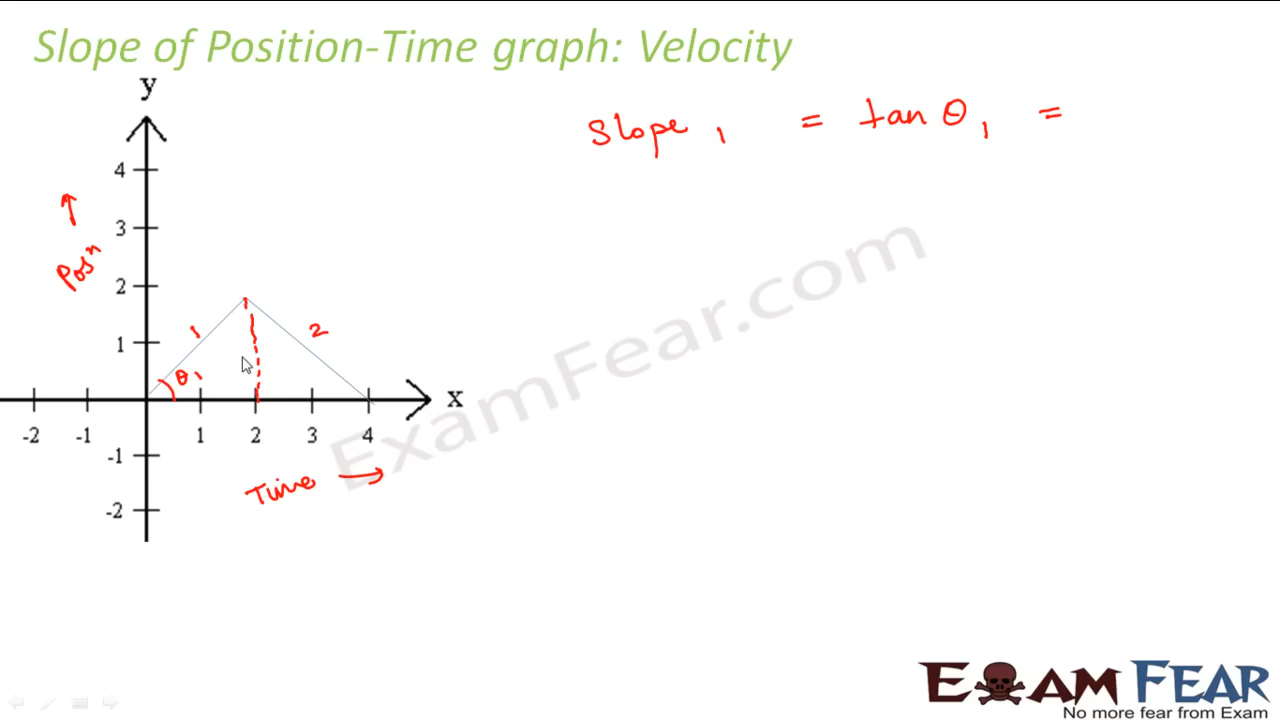 Slope of Position-Time graph: Velocity
y
Slope 1 = tan θ1 =
4
3
2
1
Posn
1
2
θ1
x
-2 -1 1 2 3 4
-1
-2
Time
ExamFear.com
EXAM FEAR
No more fear from Exam